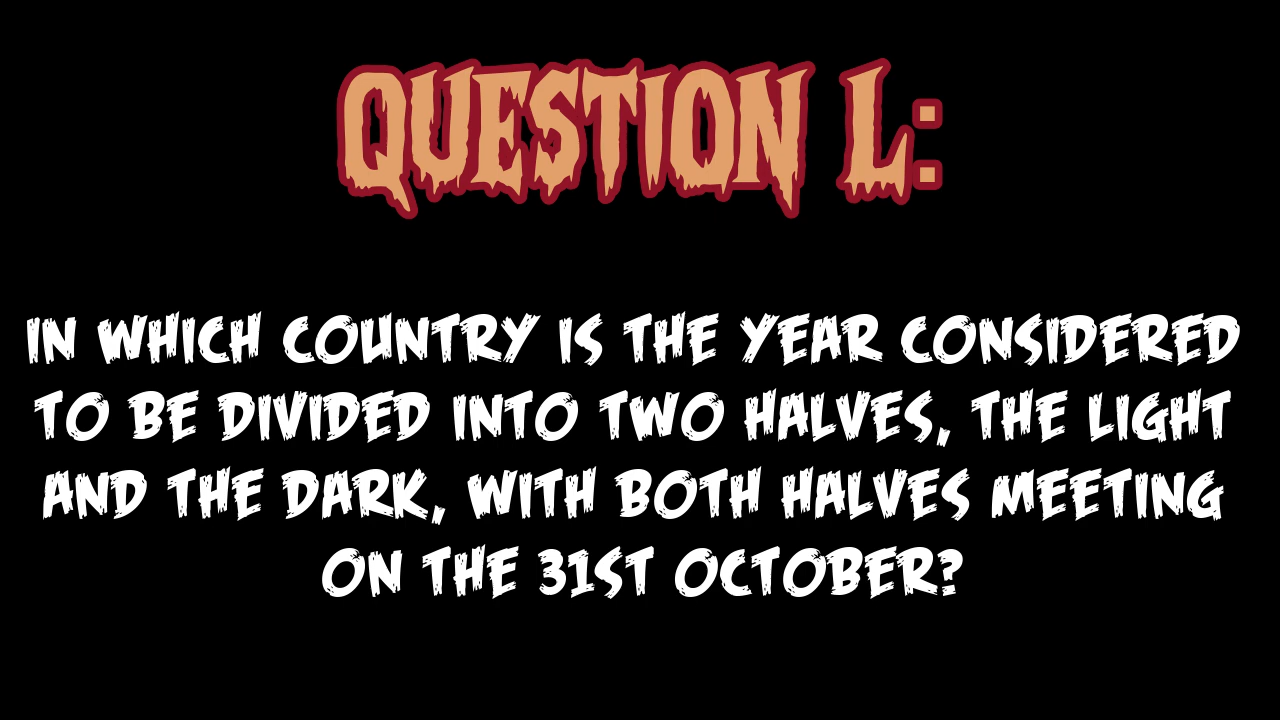 QUESTION L:
IN WHICH COUNTRY IS THE YEAR CONSIDERED
TO BE DIVIDED INTO TWO HALVES, THE LIGHT
AND THE DARK, WITH BOTH HALVES MEETING
ON THE 31ST OCTOBER?